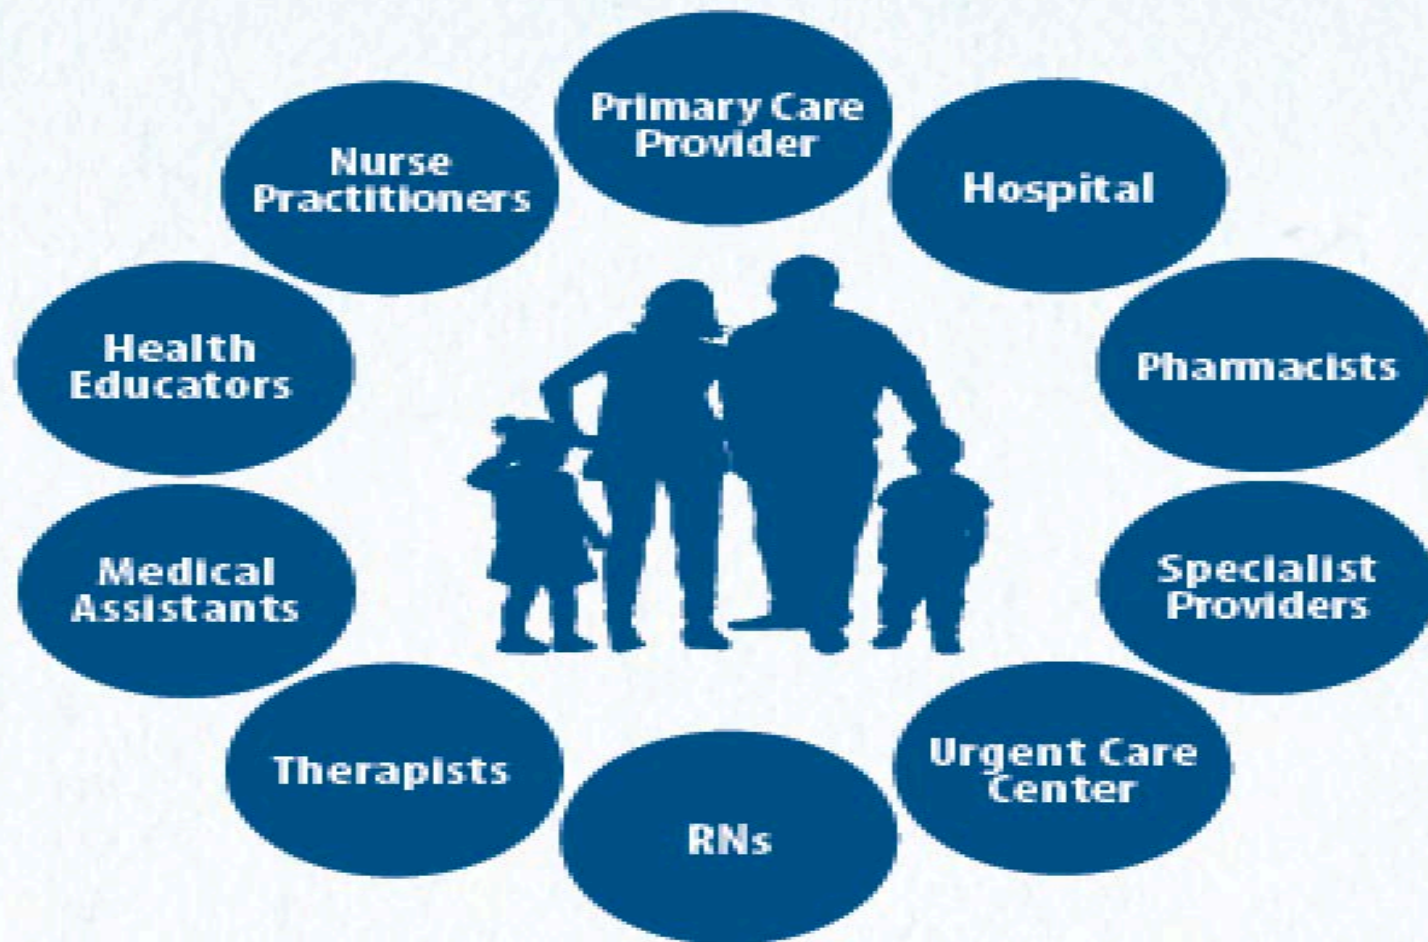 Primary Care
Provider
Hospital
Pharmacists
Specialist
Providers
Urgent Care
Center
RNs
Therapists
Medical
Assistants
Health
Educators
Nurse
Practitioners